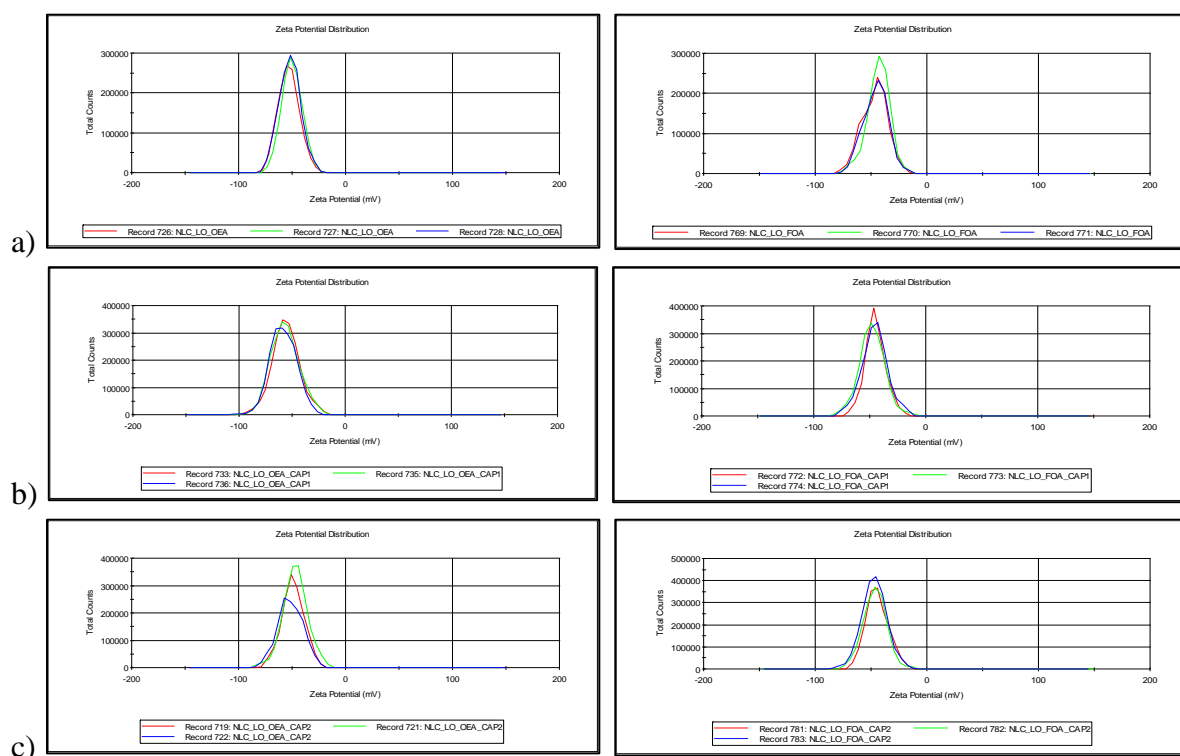 Zeta Potential Distribution
Total Counts
300000
200000
100000
0
-200 -100 0 100 200
Zeta Potential (mV)
Record 726: NLC_LO_OEA Record 727: NLC_LO_OEA Record 728: NLC_LO_OEA
Zeta Potential Distribution
Total Counts
300000
200000
100000
0
-200 -100 0 100 200
Zeta Potential (mV)
Record 769: NLC_LO_FOA Record 770: NLC_LO_FOA Record 771: NLC_LO_FOA
a)
Zeta Potential Distribution
Total Counts
400000
300000
200000
100000
0
-200 -100 0 100 200
Zeta Potential (mV)
Record 733: NLC_LO_OEA_CAP1 Record 735: NLC_LO_OEA_CAP1
Record 736: NLC_LO_OEA_CAP1
Zeta Potential Distribution
Total Counts
400000
300000
200000
100000
0
-200 -100 0 100 200
Zeta Potential (mV)
Record 772: NLC_LO_FOA_CAP1 Record 773: NLC_LO_FOA_CAP1
Record 774: NLC_LO_FOA_CAP1
b)
Zeta Potential Distribution
Total Counts
400000
300000
200000
100000
0
-200 -100 0 100 200
Zeta Potential (mV)
Record 719: NLC_LO_OEA_CAP2 Record 721: NLC_LO_OEA_CAP2
Record 722: NLC_LO_OEA_CAP2
Zeta Potential Distribution
Total Counts
500000
400000
300000
200000
100000
0
-200 -100 0 100 200
Zeta Potential (mV)
Record 781: NLC_LO_FOA_CAP2 Record 782: NLC_LO_FOA_CAP2
Record 783: NLC_LO_FOA_CAP2
c)